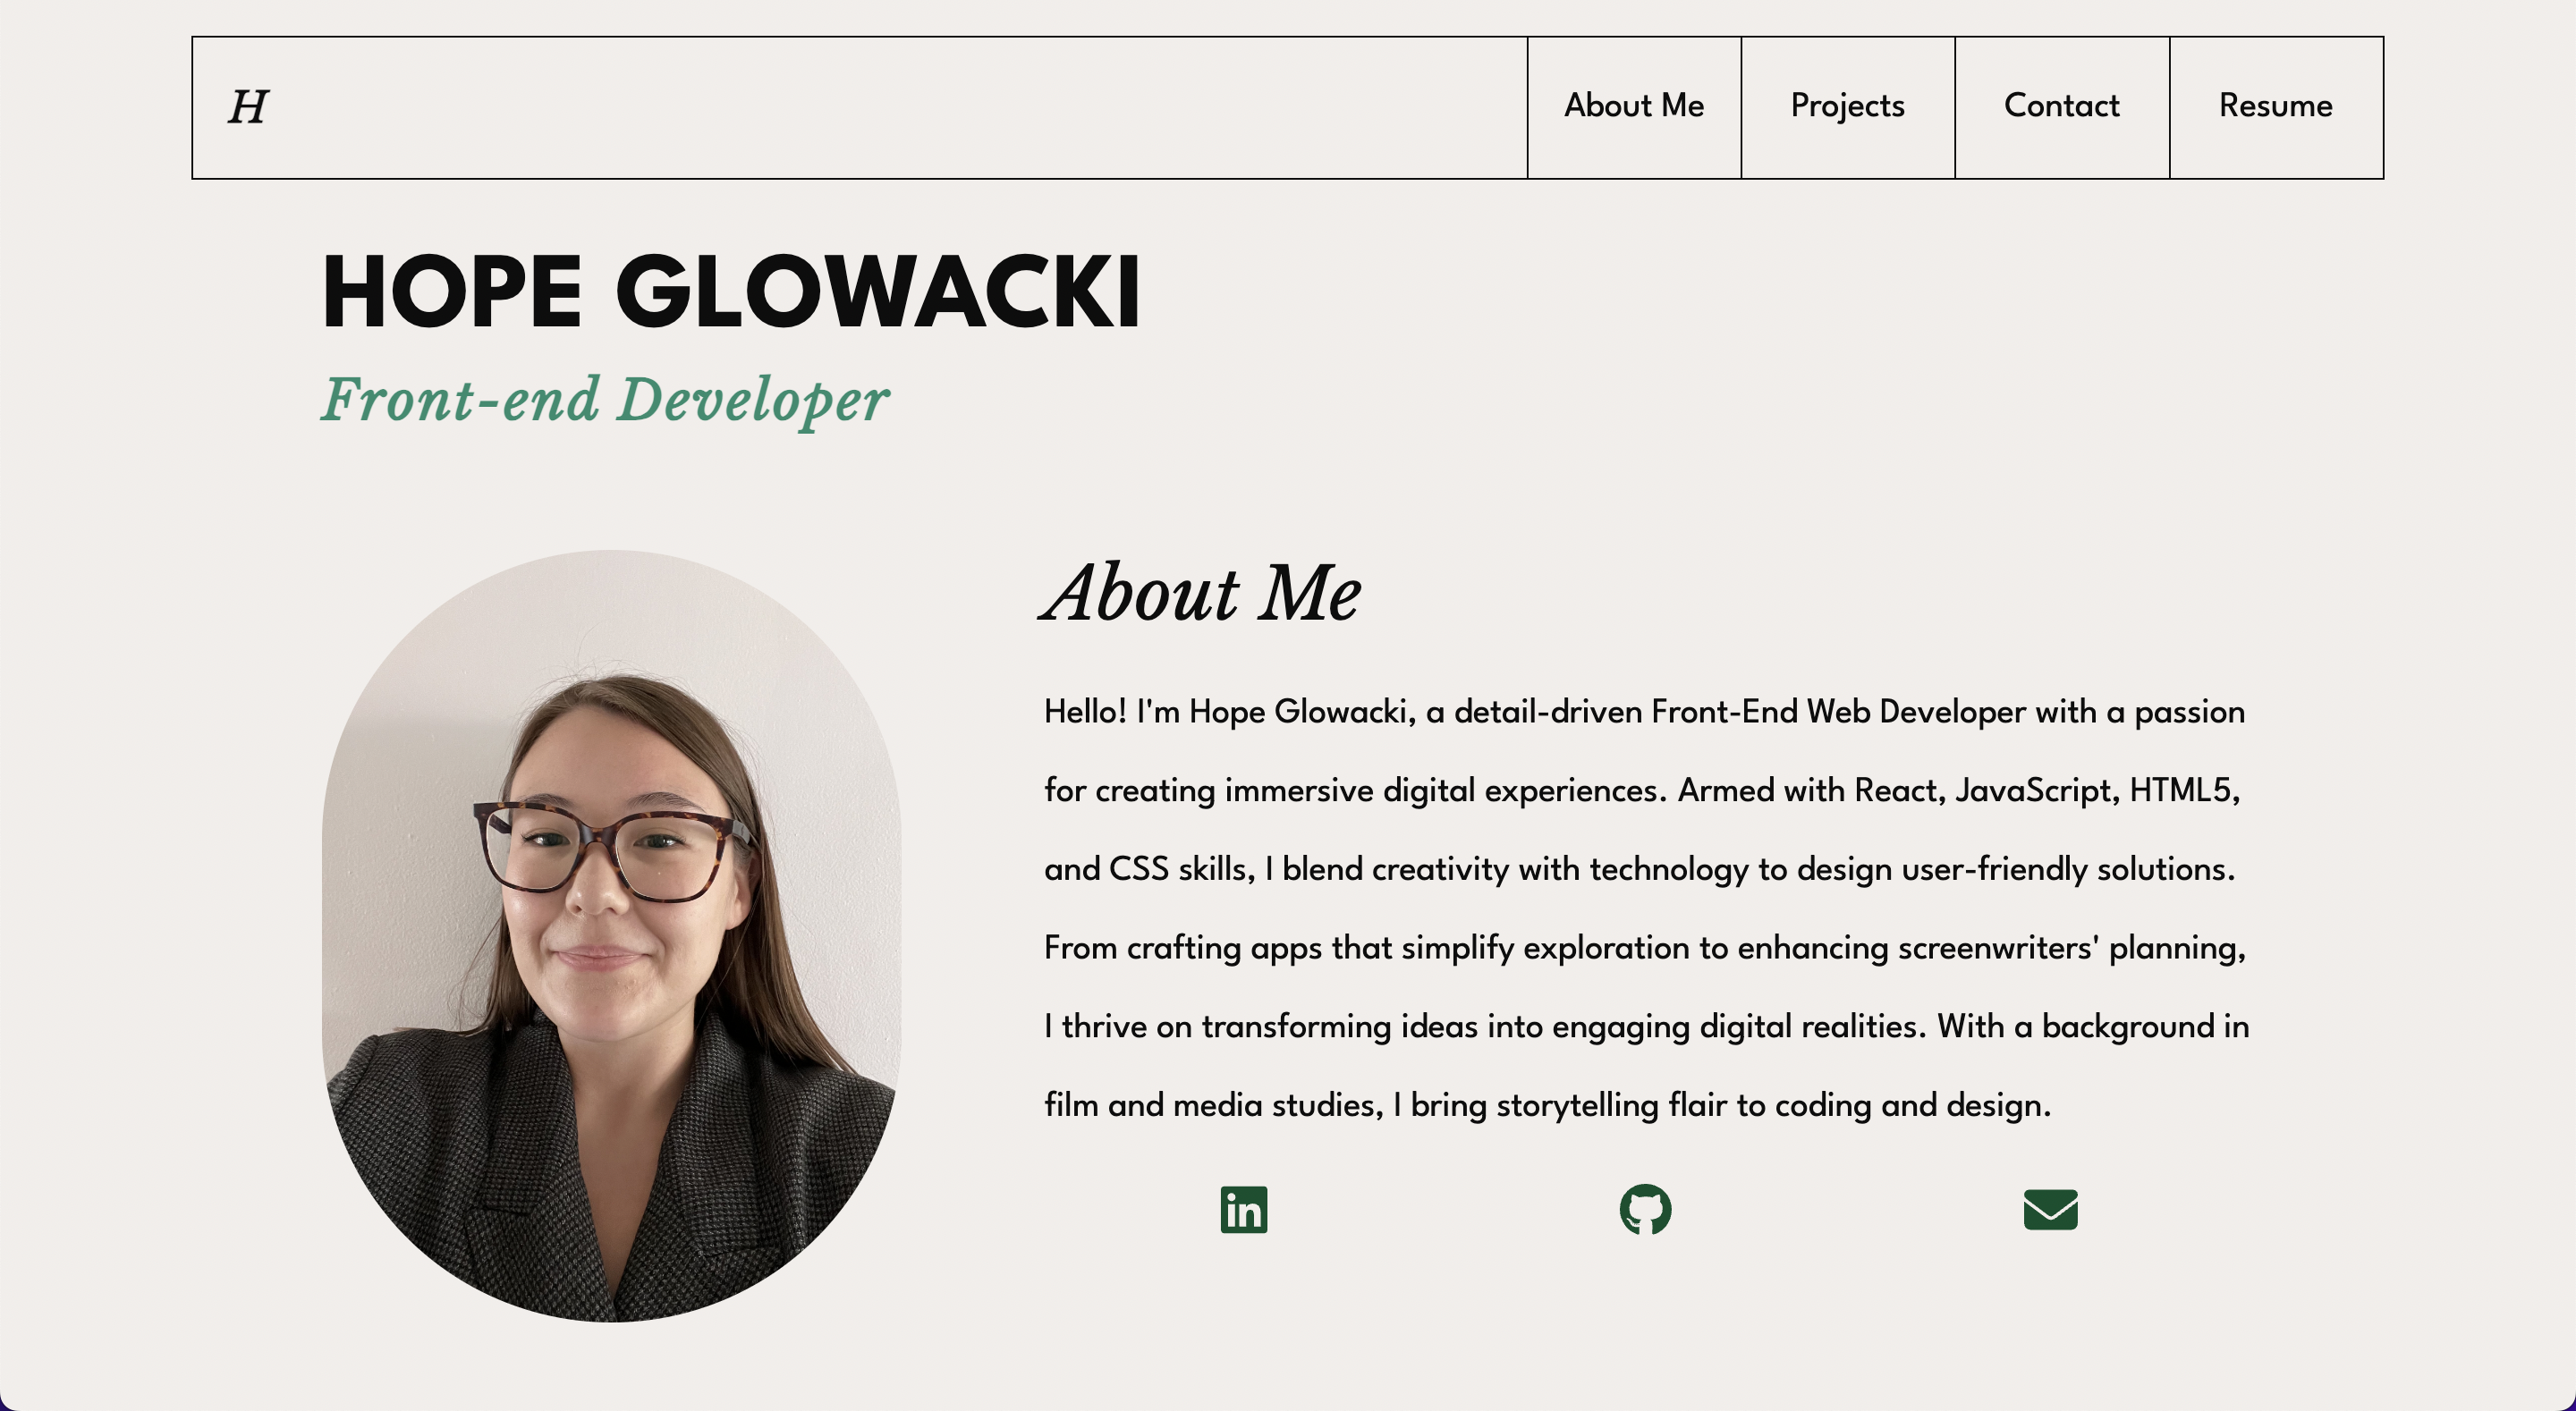 H
About Me
Projects
Contact
Resume
HOPE GLOWACKI
Front-end Developer
About Me
Hello! I'm Hope Glowacki, a detail-driven Front-End Web Developer with a passion
for creating immersive digital experiences. Armed with React, JavaScript, HTML5,
and CSS skills, I blend creativity with technology to design user-friendly solutions.
From crafting apps that simplify exploration to enhancing screenwriters' planning,
I thrive on transforming ideas into engaging digital realities. With a background in
film and media studies, I bring storytelling flair to coding and design.
in